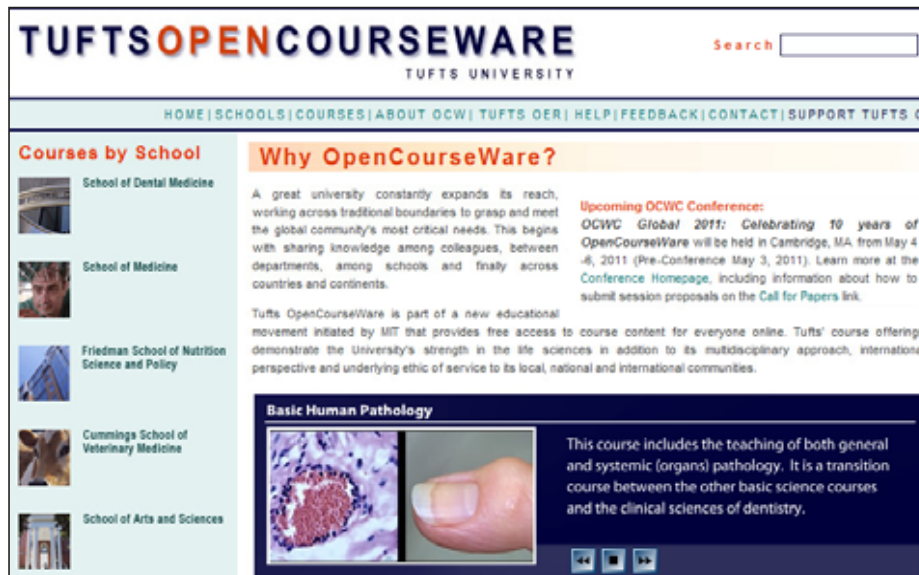 TUFTSOPENCOURSEWARE
TUFTS UNIVERSITY
Search
HOME|SCHOOLS|COURSES|ABOUT OCW| TUFTS OER| HELP|FEEDBACK|CONTACT|SUPPORT TUFTS
Courses by School
School of Dental Medicine
School of Medicine
Friedman School of Nutrition
Science and Policy
Cummings School of
Veterinary Medicine
School of Arts and Sciences
Why OpenCourseWare?
A great university constantly expands its reach,
working across traditional boundaries to grasp and meet
the global community's most critical needs. This begins
with sharing knowledge among colleagues, between
departments, among schools and finally across
countries and continents.
Upcoming OCWC Conference:
OCWC Global 2011: Celebrating 10 years of
OpenCourseWare will be held in Cambridge, MA from May 4
-6, 2011 (Pre-Conference May 3, 2011). Learn more at the
Conference Homepage, including information about how to
submit session proposals on the Call for Papers link.
Tufts OpenCourseWare is part of a new educational
movement initiated by MIT that provides free access to course content for everyone online. Tufts' course offering
demonstrate the University's strength in the life sciences in addition to its multidisciplinary approach, internationa
perspective and underlying ethic of service to its local, national and international communities.
Basic Human Pathology
This course includes the teaching of both general
and systemic (organs) pathology. It is a transition
course between the other basic science courses
and the clinical sciences of dentistry.